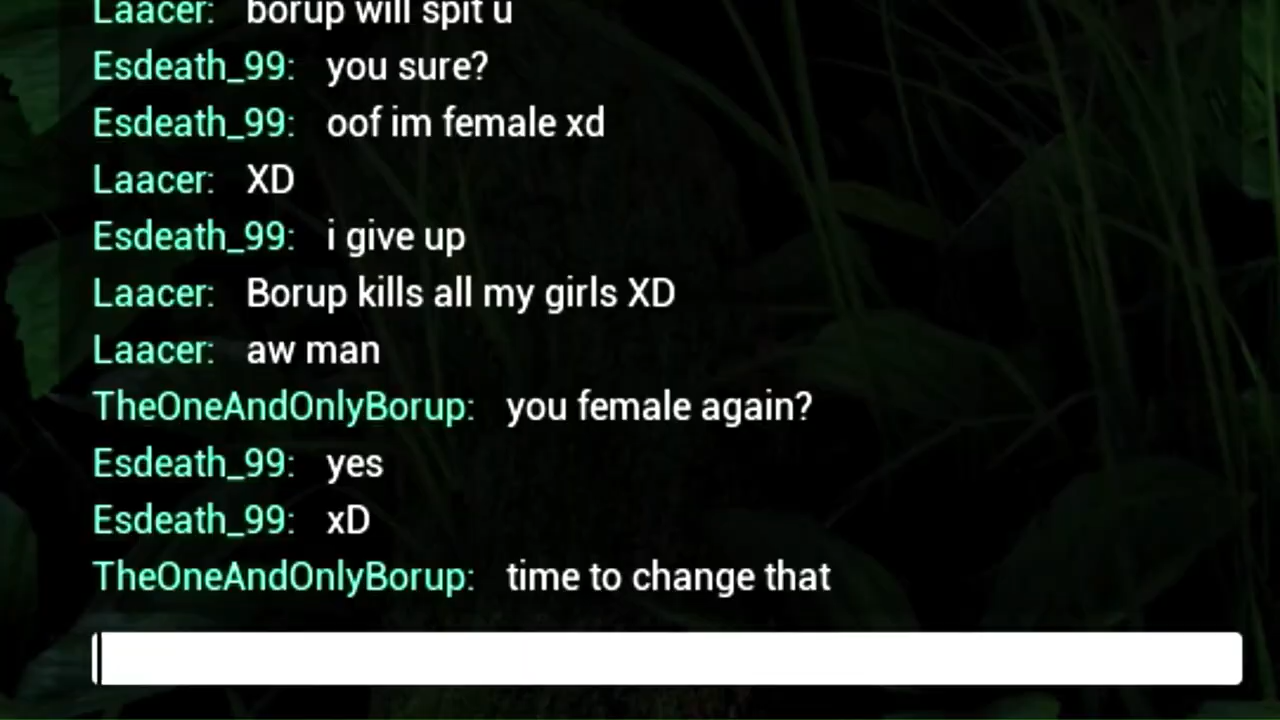 Laacer: borup will spit u
Esdeath_99: you sure?
Esdeath_99: oof im female xd
Laacer: XD
Esdeath_99: i give up
Laacer: Borup kills all my girls XD
Laacer: aw man
TheOneAndOnlyBorup: you female again?
Esdeath_99: yes
Esdeath_99: xD
TheOneAndOnlyBorup: time to change that